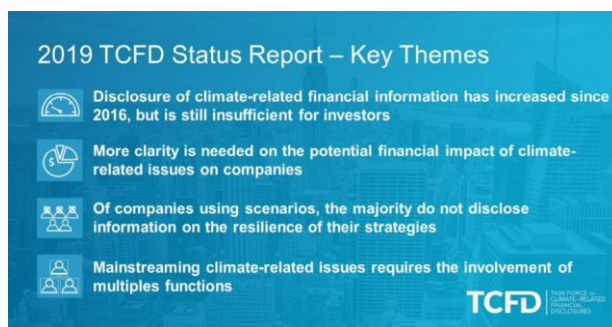 2019 TCFD Status Report – Key Themes
Disclosure of climate-related financial information has increased since
2016, but is still insufficient for investors
$
More clarity is needed on the potential financial impact of climate-
related issues on companies
Of companies using scenarios, the majority do not disclose
information on the resilience of their strategies
Mainstreaming climate-related issues requires the involvement of
multiples functions
TCFD
TASK FORCE on
CLIMATE-RELATED
FINANCIAL
DISCLOSURES